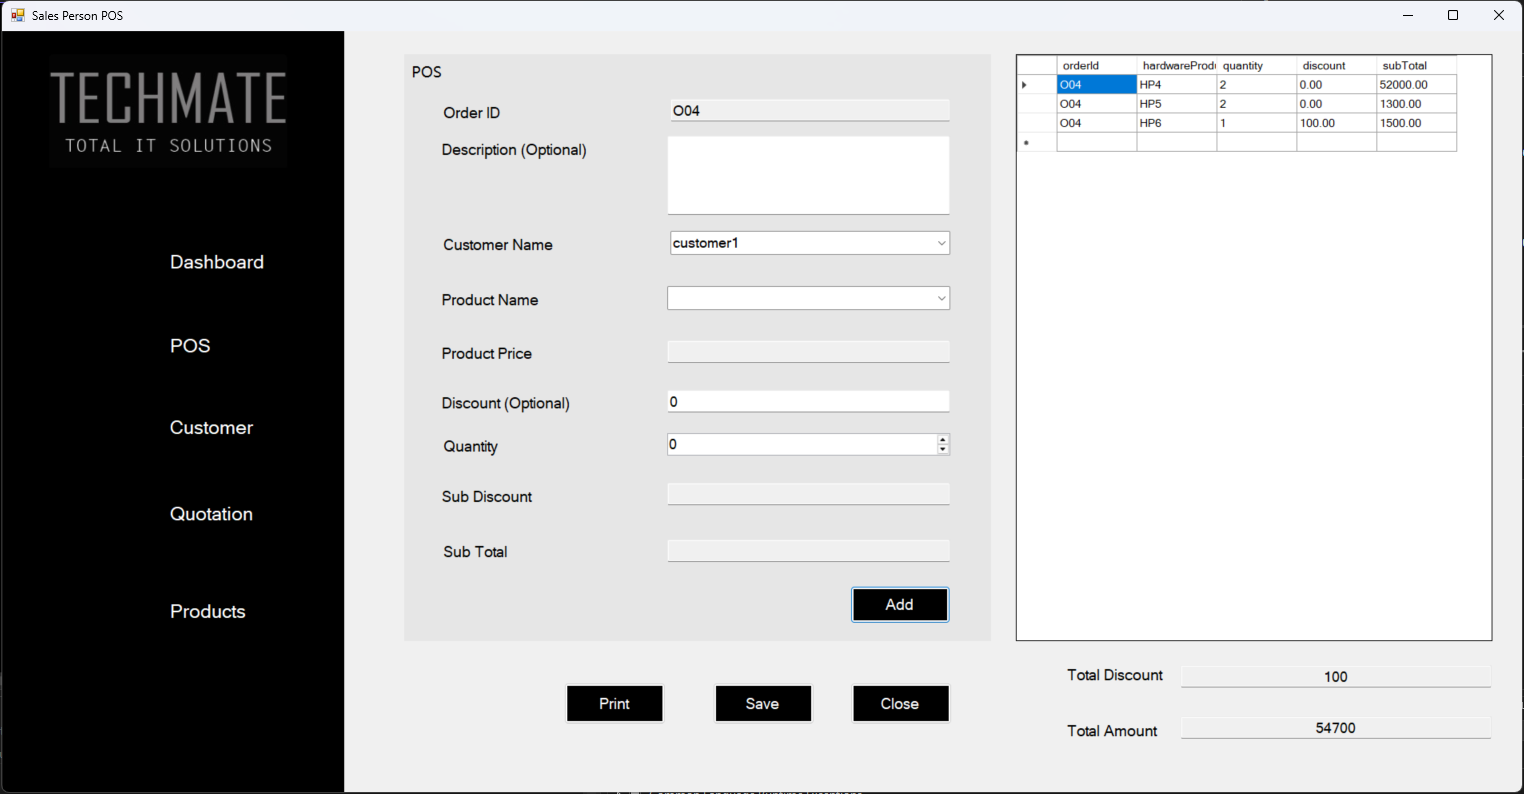 Sales Person POS
TECHMATE
TOTAL IT SOLUTIONS
Dashboard
POS
Customer
Quotation
Products
POS
Order ID O04
Description (Optional)
Customer Name customer1
Product Name
Product Price
Discount (Optional) 0
Quantity 0
Sub Discount
Sub Total
Add
Print Save Close
orderId hardwareProdu quantity discount subTotal
O04 HP4 2 0.00 52000.00
O04 HP5 2 0.00 1300.00
O04 HP6 1 100.00 1500.00
Total Discount 100
Total Amount 54700